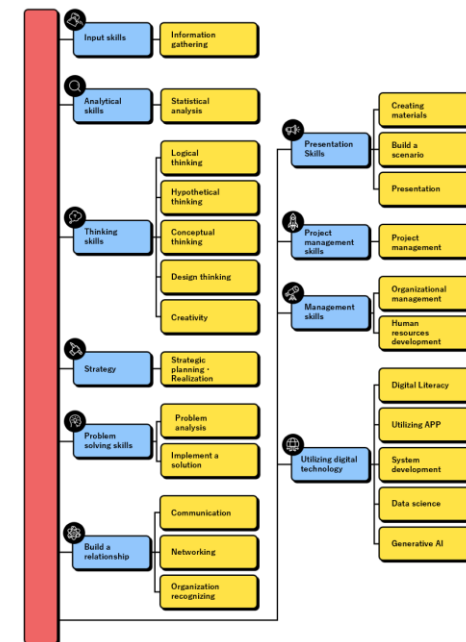 Input skills
Information
gathering
Analytical
skills
Statistical
analysis
Thinking
skills
Logical
thinking
Hypothetical
thinking
Conceptual
thinking
Design thinking
Creativity
Strategy
Strategic
planning・
Realization
Problem
solving skills
Problem
analysis
Implement a
solution
Build a
relationship
Communication
Networking
Organization
recognizing
Presentation
Skills
Creating
materials
Build a
scenario
Presentation
Project
management
skills
Project
management
Management
skills
Organizational
management
Human
resources
development
Utilizing digital
technology
Digital Literacy
Utilizing APP
System
development
Data science
Generative AI